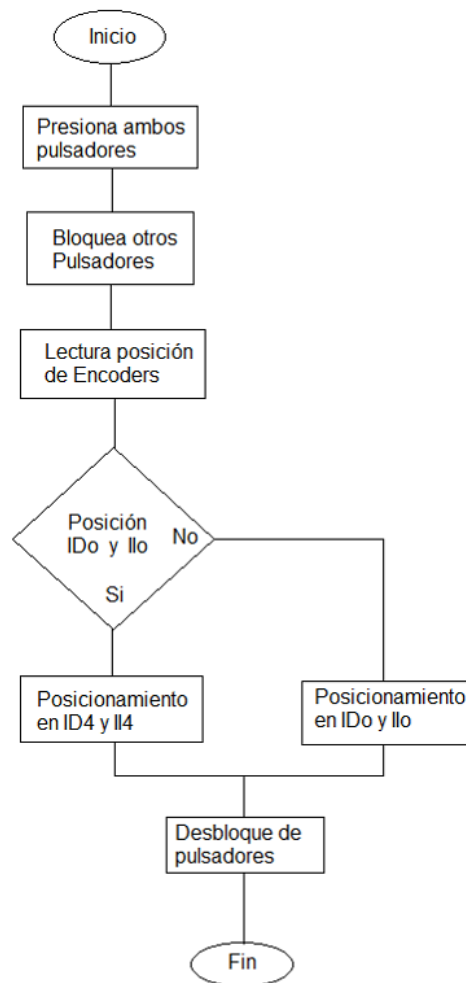 Inicio
Presiona ambos
pulsadores
Bloquea otros
Pulsadores
Lectura posición
de Encoders
Posición
IDo y IIo
No
Si
Posicionamiento
en ID4 y II4
Posicionamiento
en IDo y IIo
Desbloque de
pulsadores
Fin